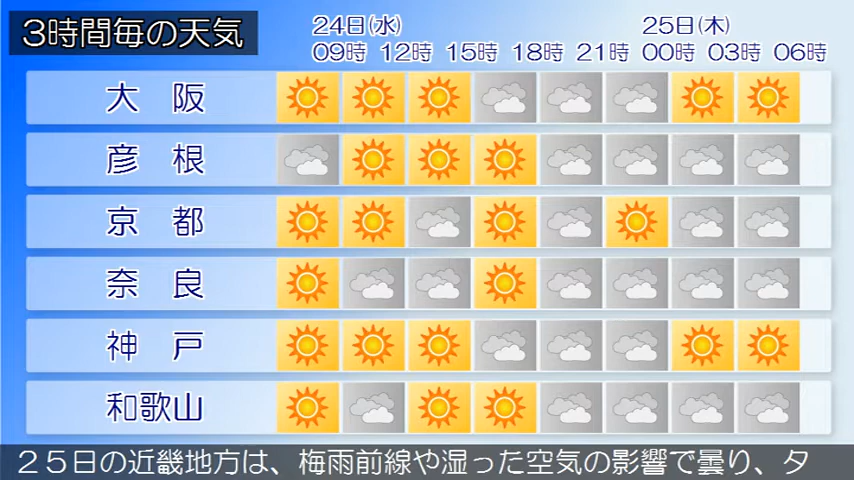 3時間毎の天気
24日(水) 25日(木)
09時 12時 15時 18時 21時 00時 03時 06時
大阪
彦根
京都
奈良
神戸
和歌山
２５日の近畿地方は、梅雨前線や湿った空気の影響で曇り、夕